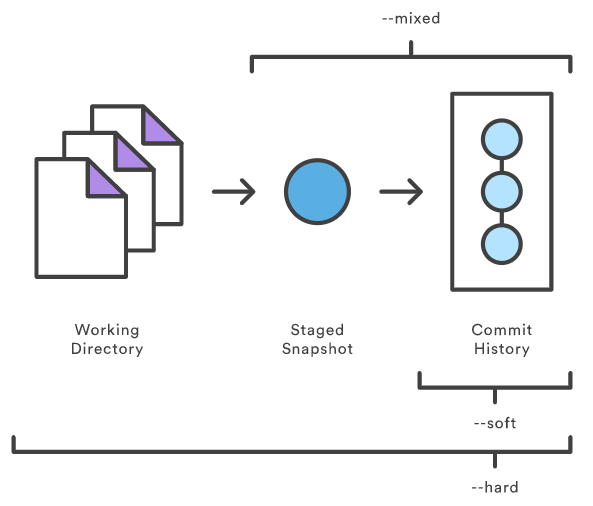 --mixed
Working
Directory
Staged
Snapshot
Commit
History
--soft
--hard